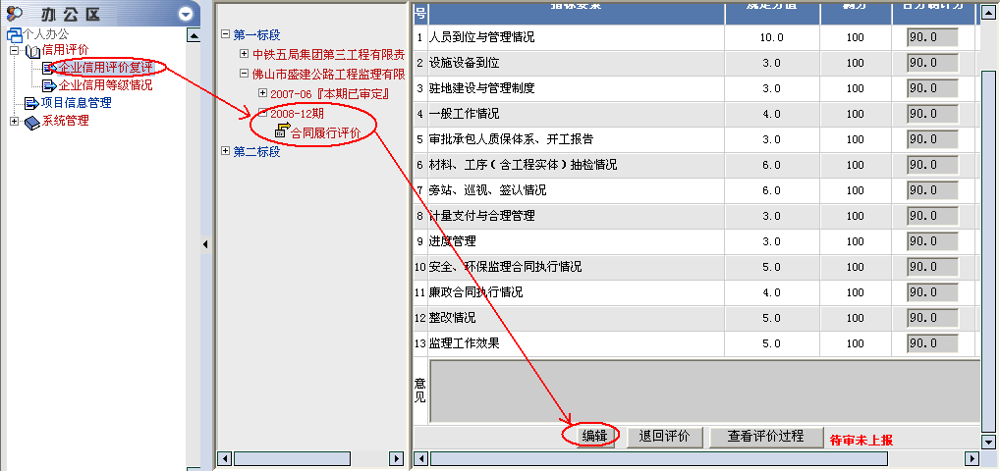 办公区
个人办公
信用评价
企业信用评价复评
企业信用等级情况
项目信息管理
系统管理
第一标段
中铁五局集团第三工程有限责
佛山市盛建公路工程监理有限
2007-06『本期已审定』
2008-12期
合同履行评价
第二标段
号 指标要素 规定分值 满分 百分制计分
1 人员到位与管理情况 10.0 100 90.0
2 设施设备到位 3.0 100 90.0
3 驻地建设与管理制度 3.0 100 90.0
4 一般工作情况 4.0 100 90.0
5 审批承包人质保体系、开工报告 3.0 100 90.0
6 材料、工序(含工程实体)抽检情况 6.0 100 90.0
7 旁站、巡视、签认情况 6.0 100 90.0
8 计量支付与合理管理 3.0 100 90.0
9 进度管理 3.0 100 90.0
10 安全、环保监理合同执行情况 5.0 100 90.0
11 廉政合同执行情况 4.0 100 90.0
12 整改情况 5.0 100 90.0
13 监理工作效果 5.0 100 90.0
意见
编辑 退回评价 查看评价过程 待审未上报